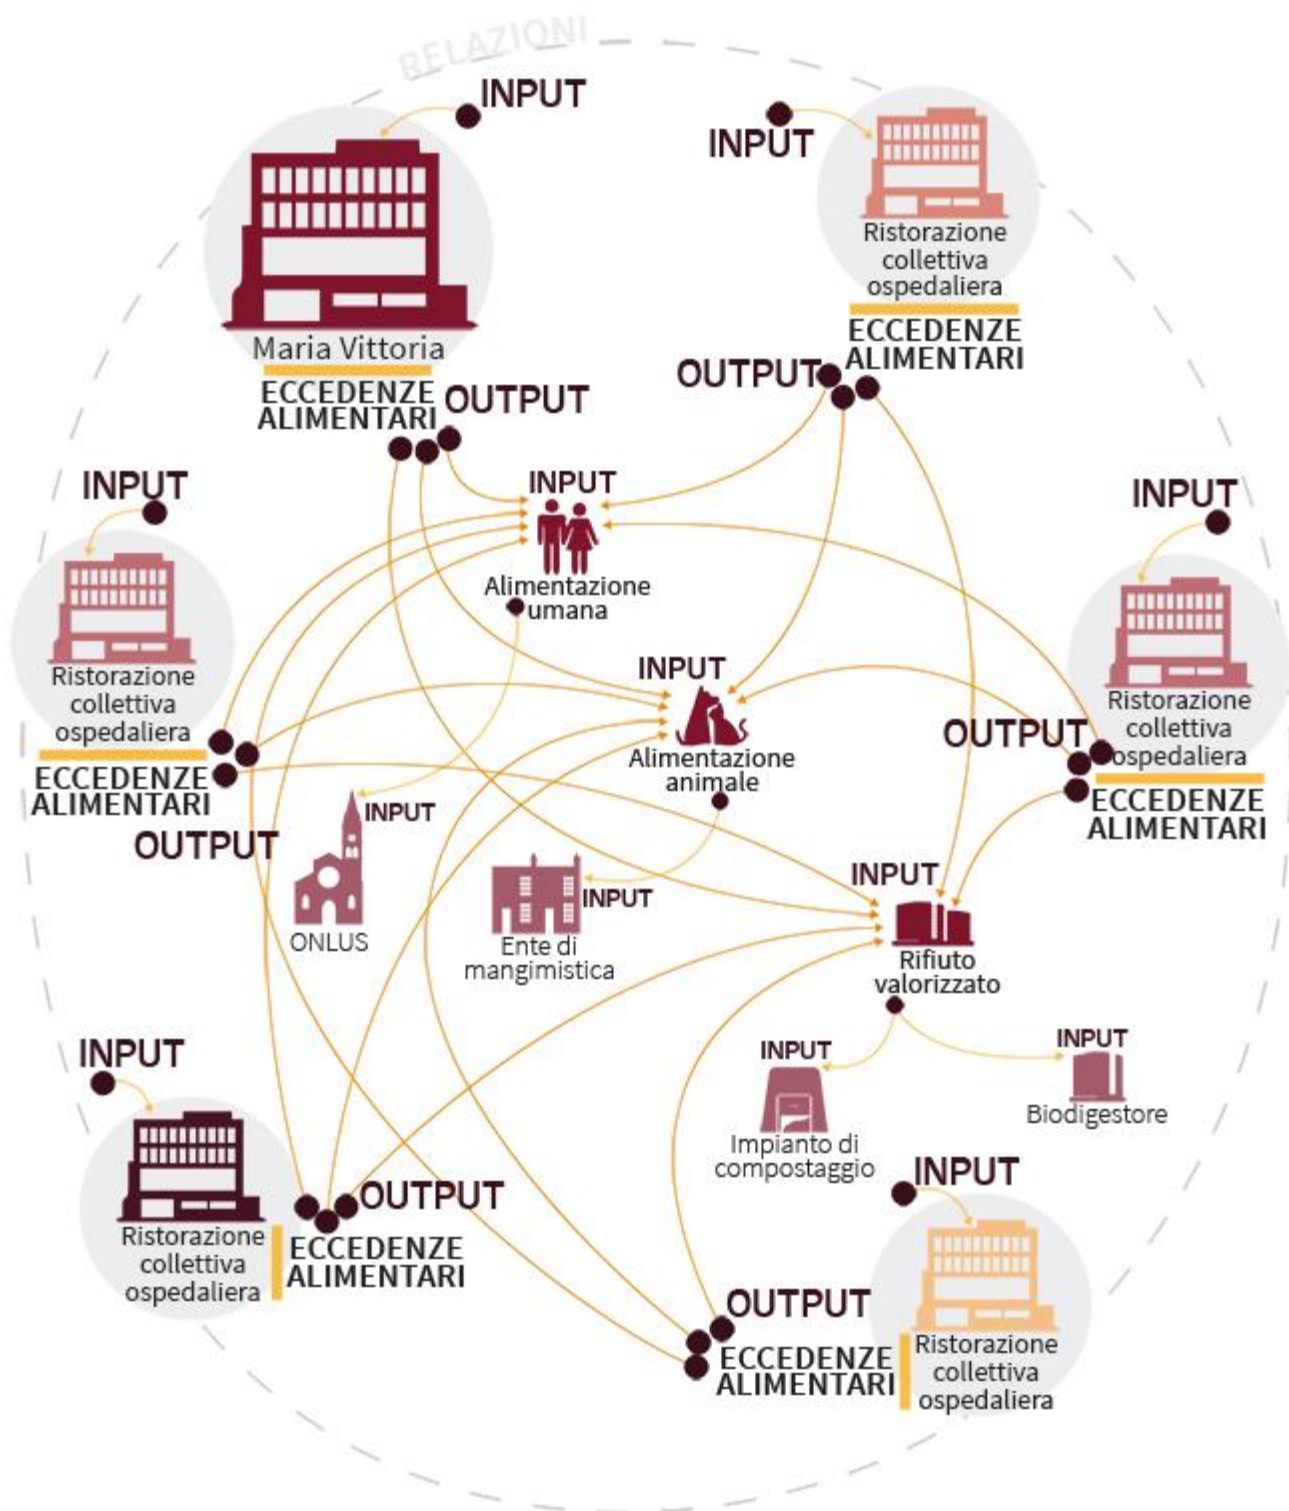 RELAZIONI
INPUT
Maria Vittoria
ECCEDENZE
ALIMENTARI
OUTPUT
INPUT
Ristorazione
collettiva
ospedaliera
ECCEDENZE
ALIMENTARI
OUTPUT
INPUT
Alimentazione
umana
INPUT
Ristorazione
collettiva
ospedaliera
ECCEDENZE
ALIMENTARI
OUTPUT
INPUT
Alimentazione
animale
INPUT
Ristorazione
collettiva
ospedaliera
OUTPUT
ECCEDENZE
ALIMENTARI
INPUT
ONLUS
INPUT
Ente di
mangimistica
INPUT
Rifiuto
valorizzato
INPUT
Impianto di
compostaggio
INPUT
Biodigestore
INPUT
Ristorazione
collettiva
ospedaliera
OUTPUT
ECCEDENZE
ALIMENTARI
INPUT
Ristorazione
collettiva
ospedaliera
OUTPUT
ECCEDENZE
ALIMENTARI